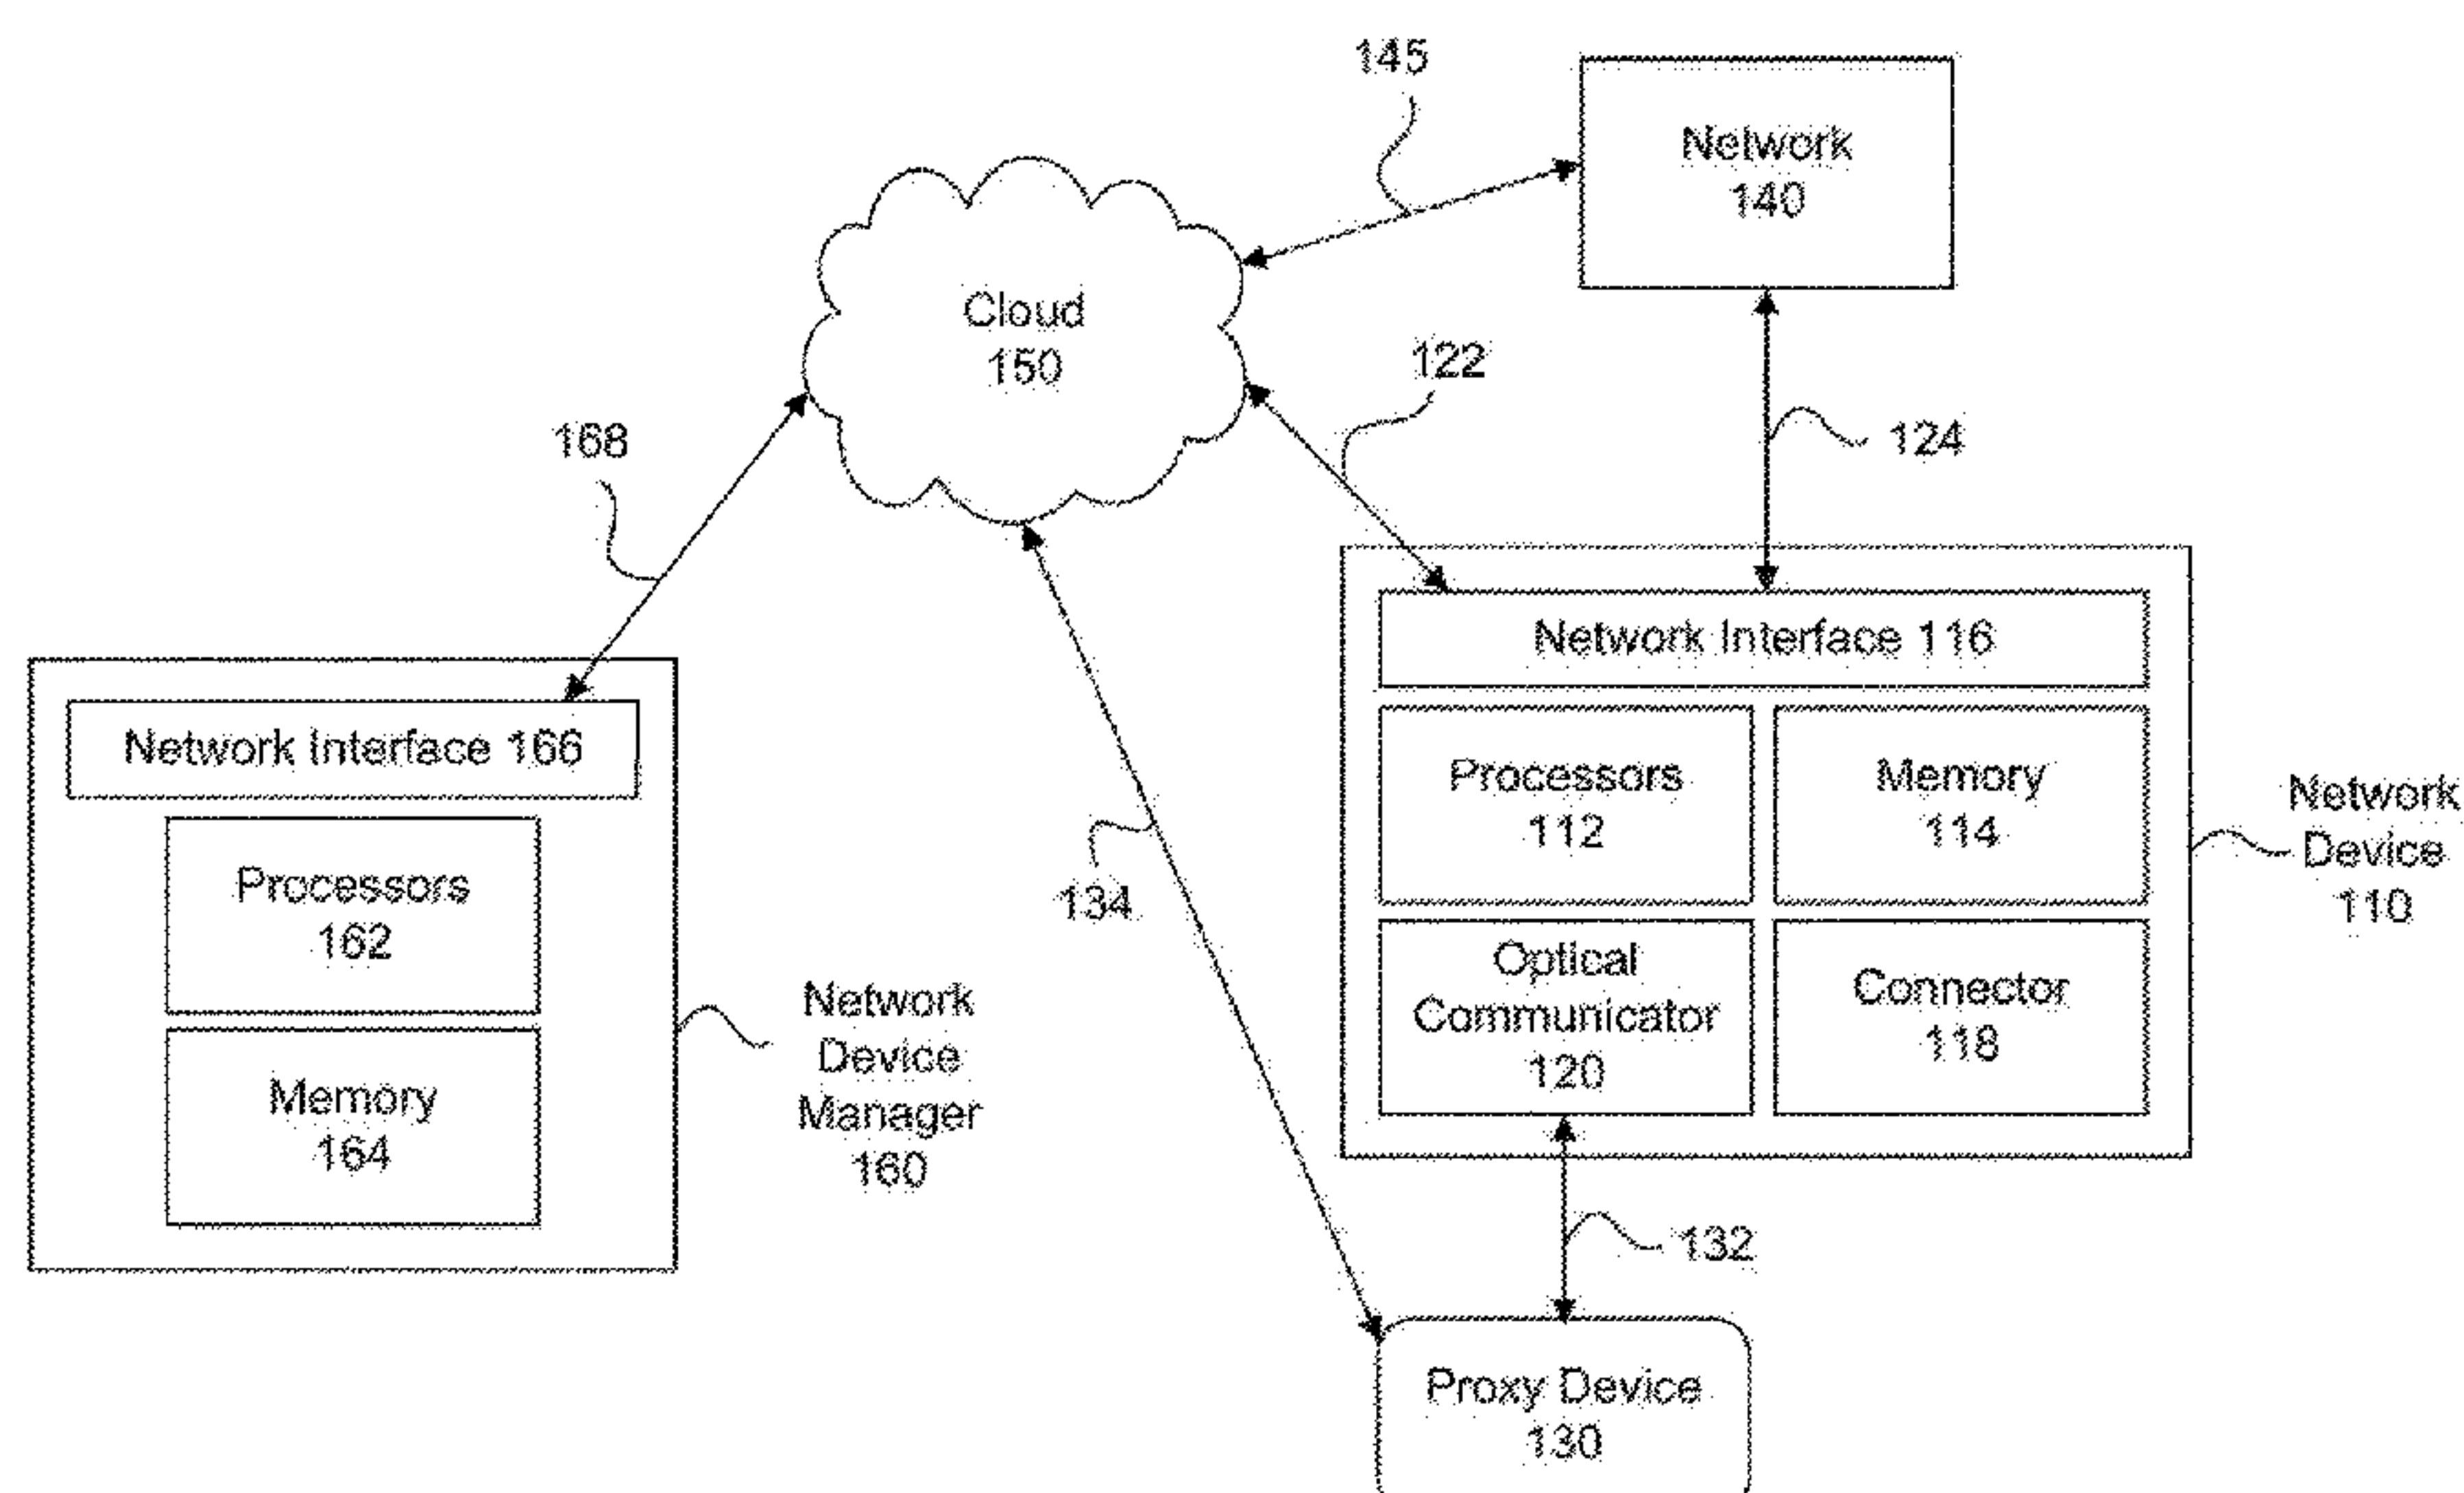 145
Network
140
Cloud
150
122
168
124
Network Interface 116
Network Interface 166
Processors
112
Memory
114
Network
Device
110
Processors
162
134
Optical
Communicator
120
Connector
118
Network
Device
Manager
160
Memory
164
132
Proxy Device
130